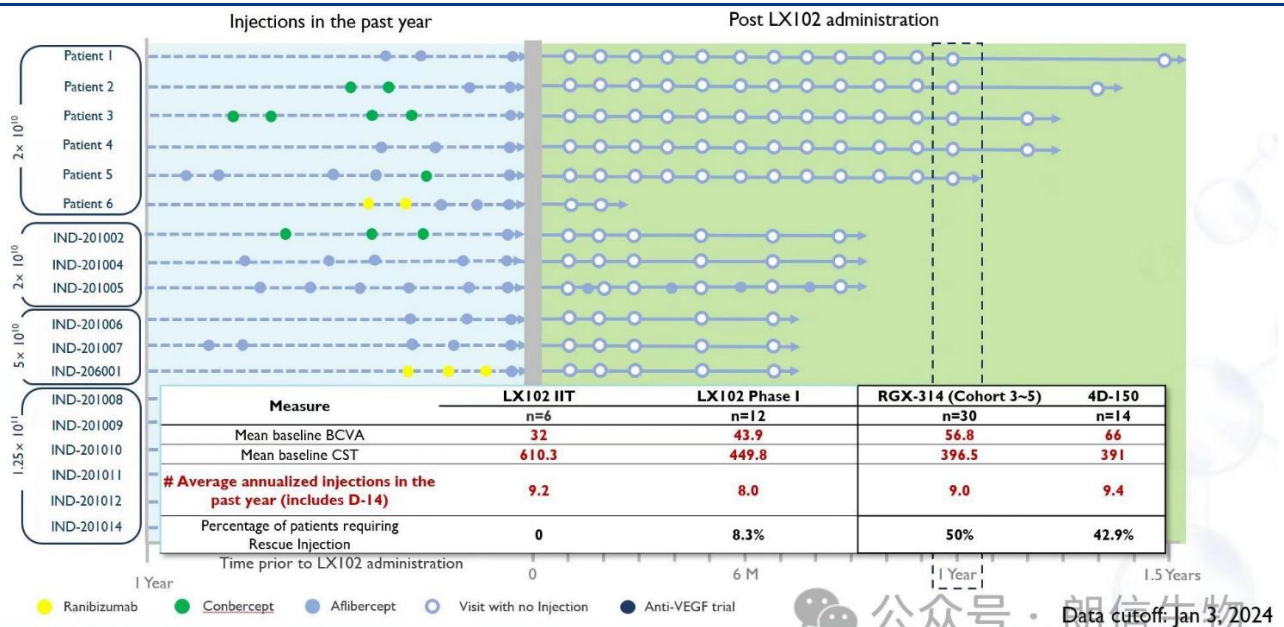 Injections in the past year
Post LX102 administration
2× 10¹⁰
Patient 1
Patient 2
Patient 3
Patient 4
Patient 5
Patient 6
2× 10¹⁰
IND-201002
IND-201004
IND-201005
5× 10¹⁰
IND-201006
IND-201007
IND-206001
1.25× 10¹¹
IND-201008
IND-201009
IND-201010
IND-201011
IND-201012
IND-201014
Measure LX102 IIT LX102 Phase I RGX-314 (Cohort 3~5) 4D-150
n=6 n=12 n=30 n=14
Mean baseline BCVA 32 43.9 56.8 66
Mean baseline CST 610.3 449.8 396.5 391
# Average annualized injections in the
past year (includes D-14) 9.2 8.0 9.0 9.4
Percentage of patients requiring
Rescue Injection 0 8.3% 50% 42.9%
Time prior to LX102 administration
1 Year 0 6 M 1 Year 1.5 Years
Ranibizumab Conbercept Aflibercept Visit with no Injection Anti-VEGF trial
公众号 · 朗信生物
Data cutoff: Jan 3, 2024